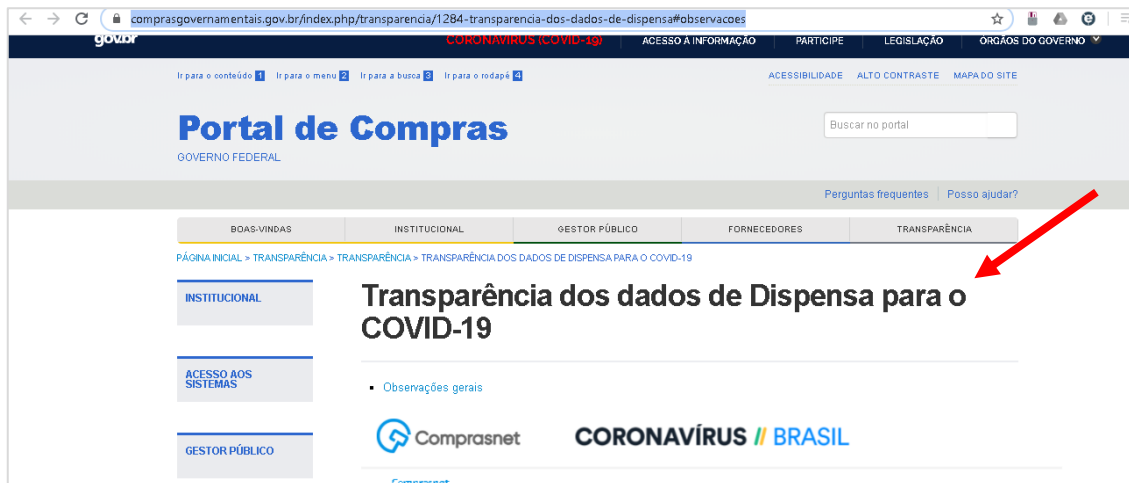 comprasgovernamentais.gov.br/index.php/transparencia/1284-transparencia-dos-dados-de-dispensa#observacoes
gov.br CORONAVÍRUS (COVID-19) ACESSO À INFORMAÇÃO PARTICIPE LEGISLAÇÃO ÓRGÃOS DO GOVERNO
Ir para o conteúdo 1 Ir para o menu 2 Ir para a busca 3 Ir para o rodapé 4 ACESSIBILIDADE ALTO CONTRASTE MAPA DO SITE
Portal de Compras
Buscar no portal
GOVERNO FEDERAL
Perguntas frequentes Posso ajudar?
BOAS-VINDAS INSTITUCIONAL GESTOR PÚBLICO FORNECEDORES TRANSPARÊNCIA
PÁGINA INICIAL > TRANSPARÊNCIA > TRANSPARÊNCIA > TRANSPARÊNCIA DOS DADOS DE DISPENSA PARA O COVID-19
INSTITUCIONAL
Transparência dos dados de Dispensa para o
COVID-19
ACESSO AOS
SISTEMAS
Observações gerais
Comprasnet CORONAVÍRUS // BRASIL
GESTOR PÚBLICO
Comprasnet